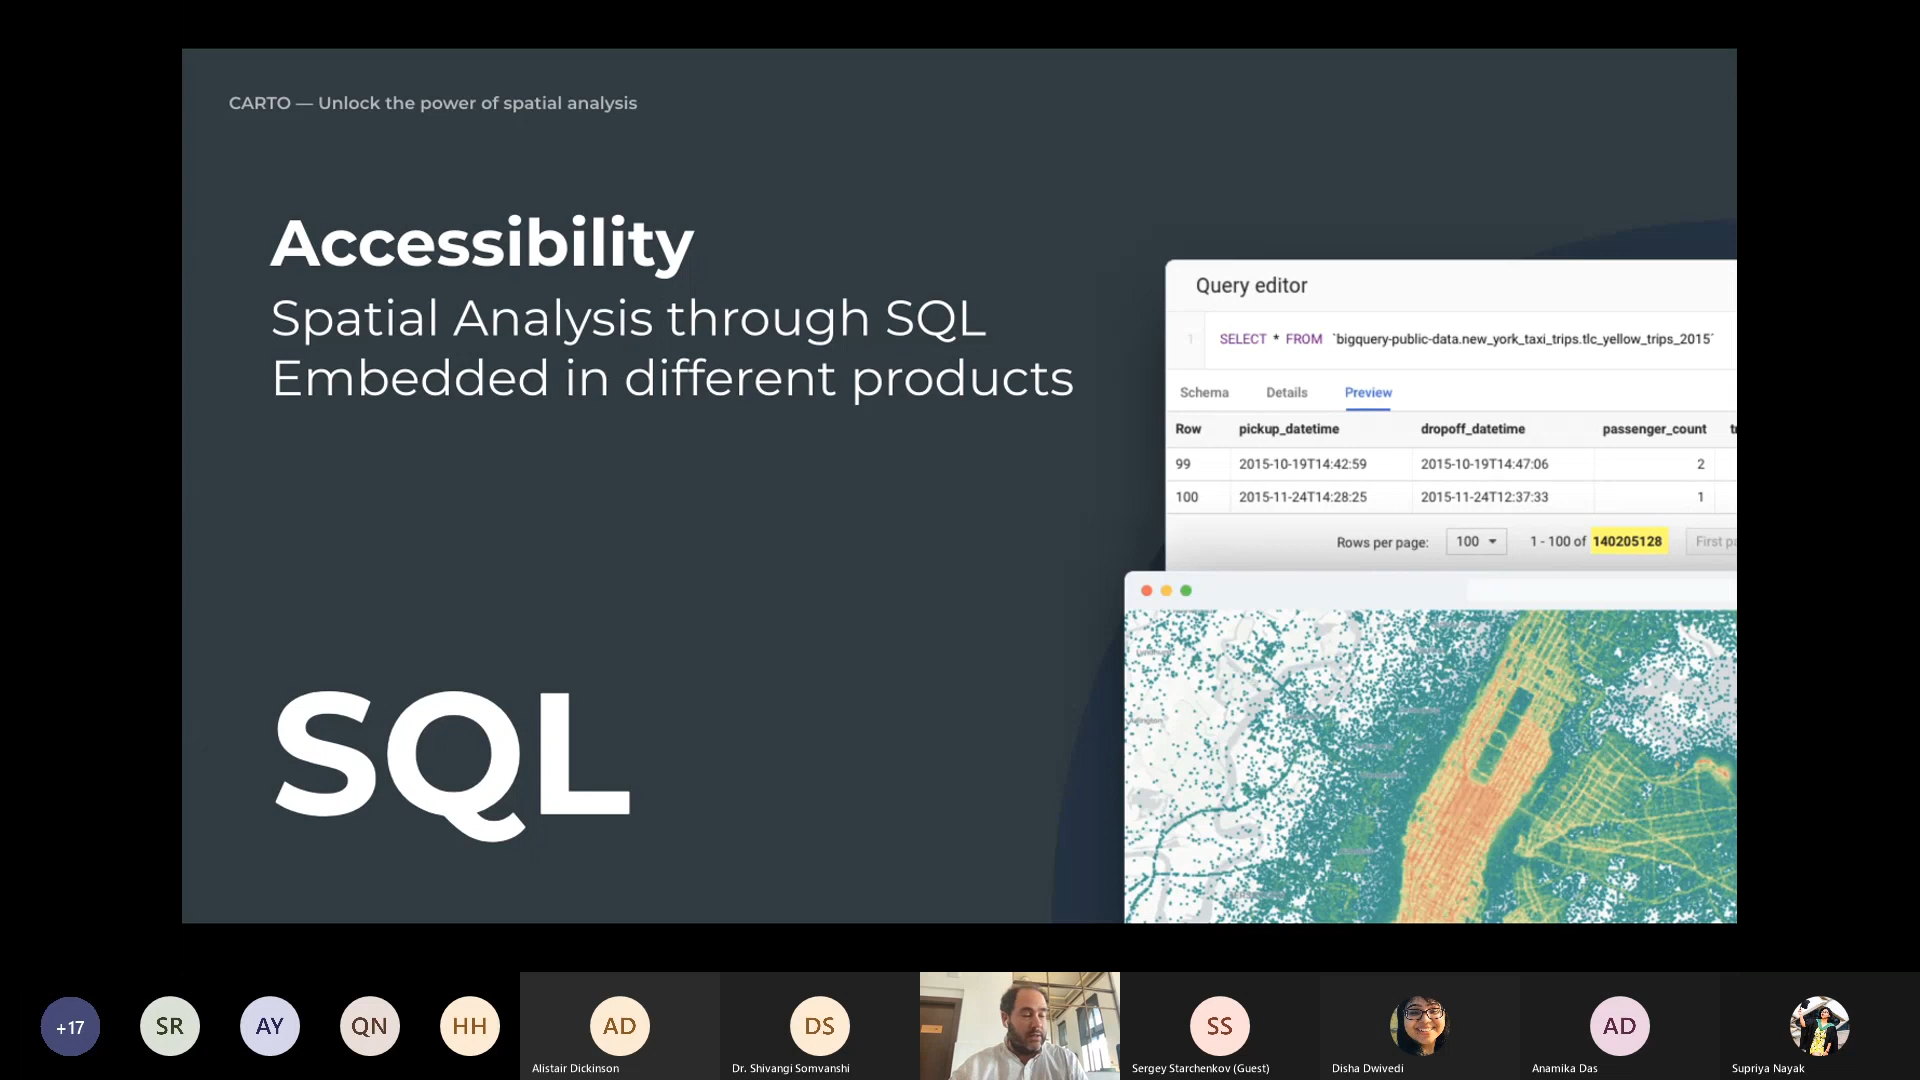 CARTO — Unlock the power of spatial analysis
Accessibility
Spatial Analysis through SQL
Embedded in different products
SQL
Query editor
1 SELECT * FROM `bigquery-public-data.new_york_taxi_trips.tlc_yellow_trips_2015`
Schema Details Preview
Row pickup_datetime dropoff_datetime passenger_count
99 2015-10-19T14:42:59 2015-10-19T14:47:06 2
100 2015-11-24T14:28:25 2015-11-24T12:37:33 1
Rows per page: 100 1 - 100 of 140205128 First
+17 SR AY QN HH AD DS SS AD
Alistair Dickinson Dr. Shivangi Somvanshi Sergey Starchenkov (Guest) Disha Dwivedi Anamika Das Supriya Nayak